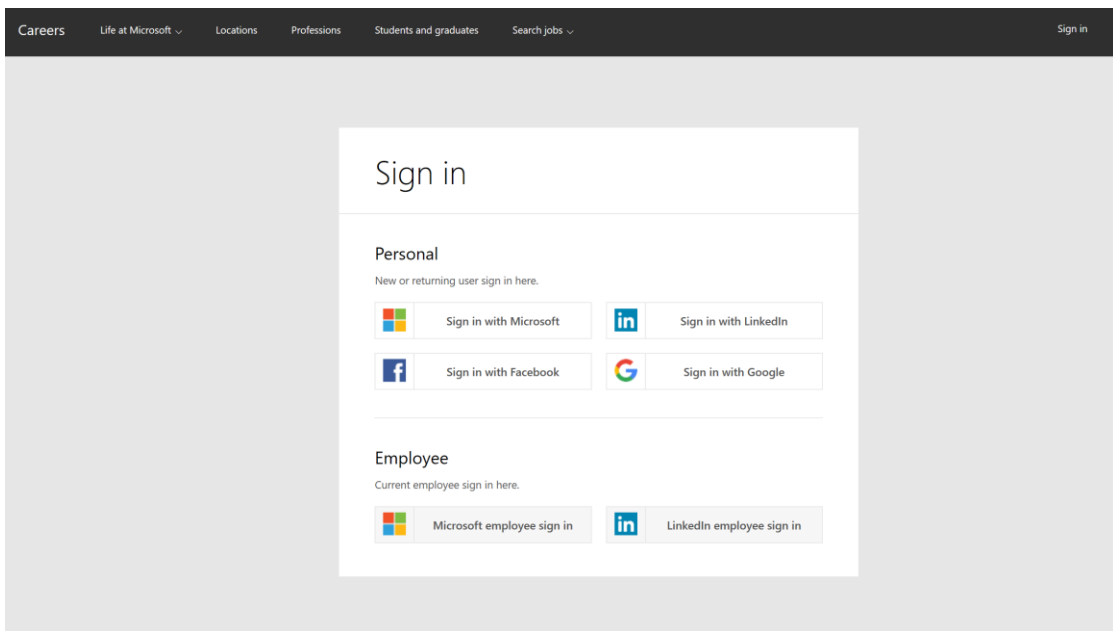 Careers Life at Microsoft Locations Professions Students and graduates Search jobs Sign in
Sign in
Personal
New or returning user sign in here.
Sign in with Microsoft
in Sign in with LinkedIn
f Sign in with Facebook
G Sign in with Google
Employee
Current employee sign in here.
Microsoft employee sign in
in LinkedIn employee sign in